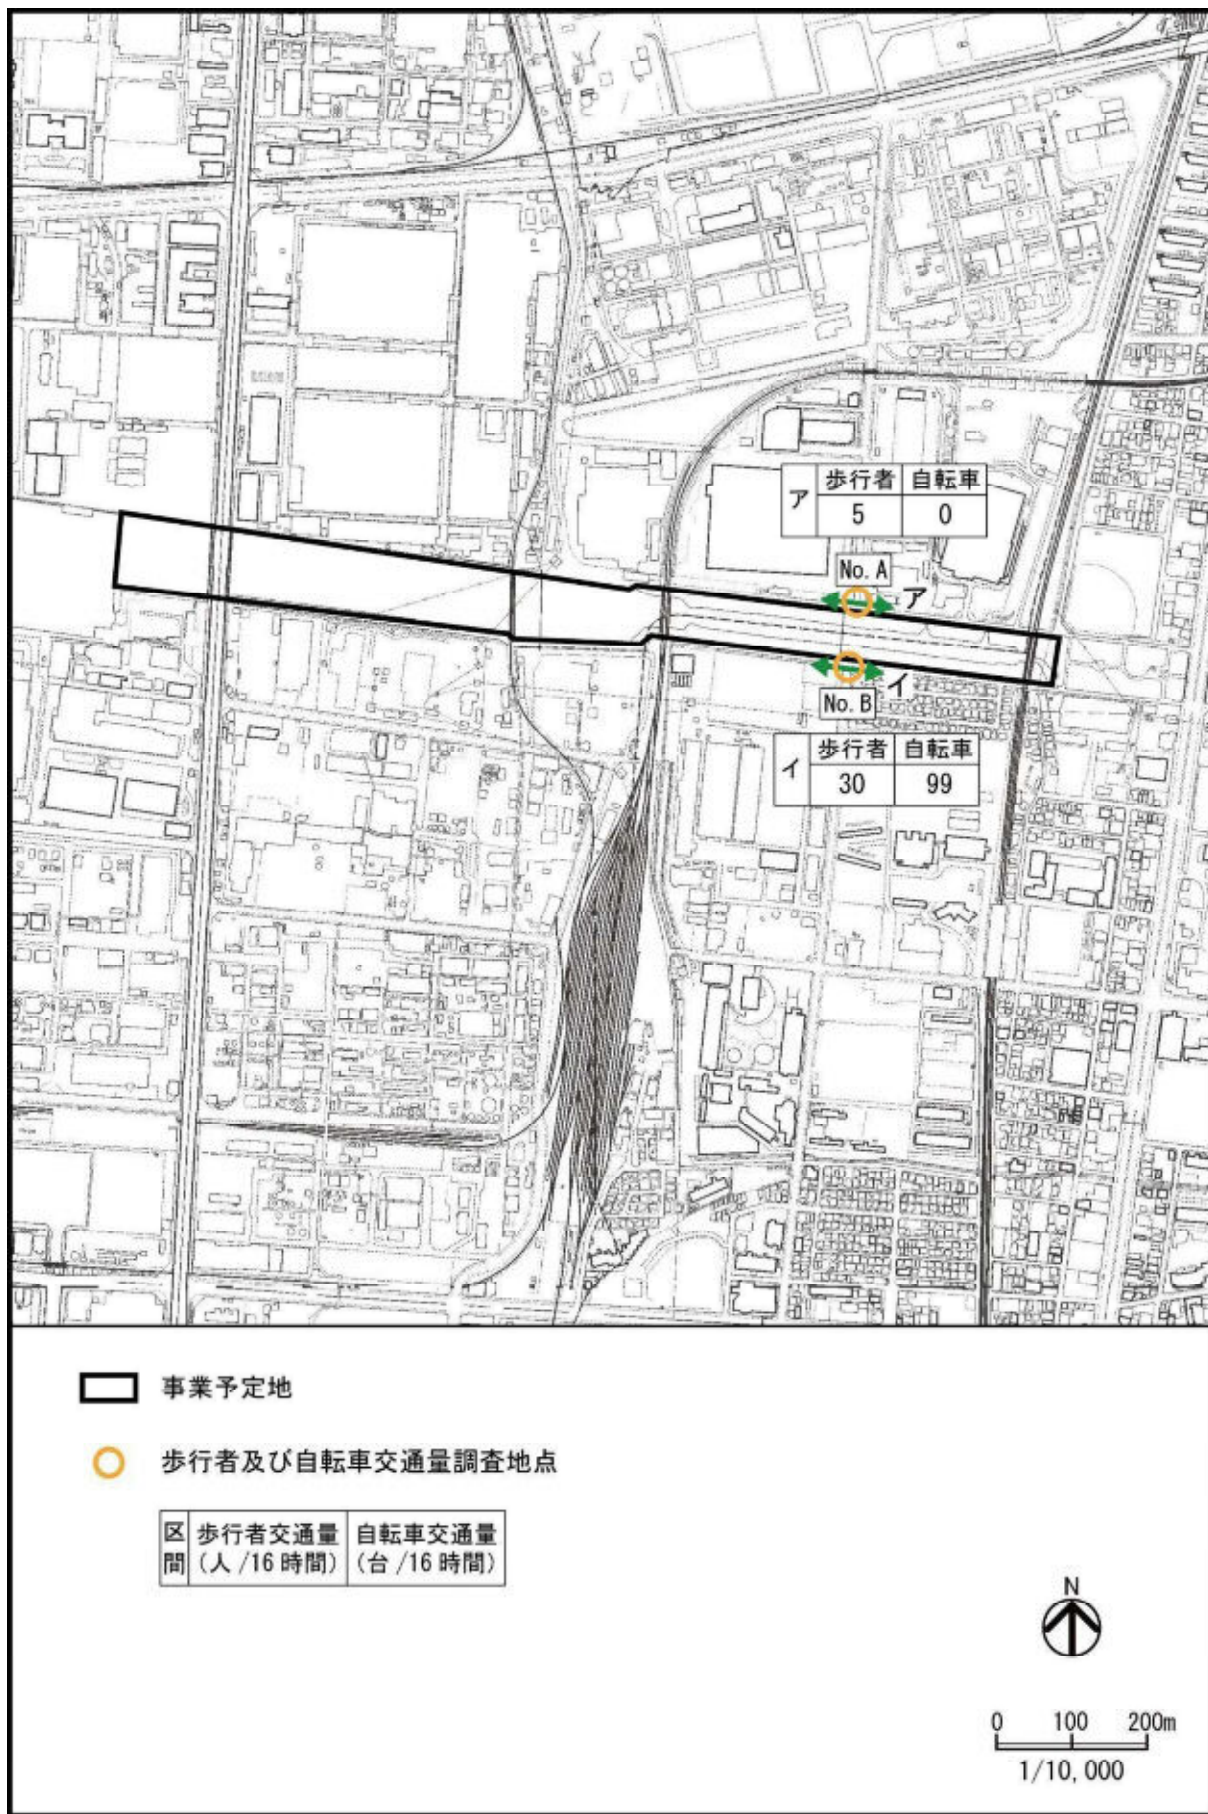 ア 歩行者 自転車
5 0
No. A
ア
イ
No. B
イ 歩行者 自転車
30 99
事業予定地
歩行者及び自転車交通量調査地点
区間 歩行者交通量 自転車交通量
(人/16時間) (台/16時間)
N
0 100 200m
1/10,000